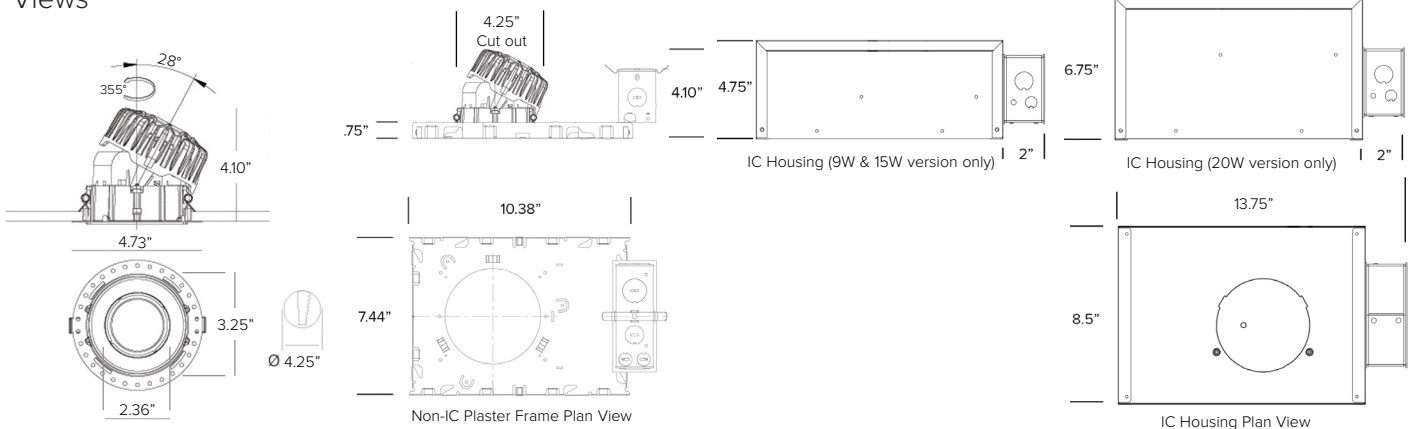 Views
28°
355°
4.10"
4.73"
3.25"
2.36"
Ø 4.25"
4.25"
Cut out
.75"
4.10"
10.38"
7.44"
Non-IC Plaster Frame Plan View
4.75"
IC Housing (9W & 15W version only)
2"
6.75"
IC Housing (20W version only)
2"
13.75"
8.5"
IC Housing Plan View